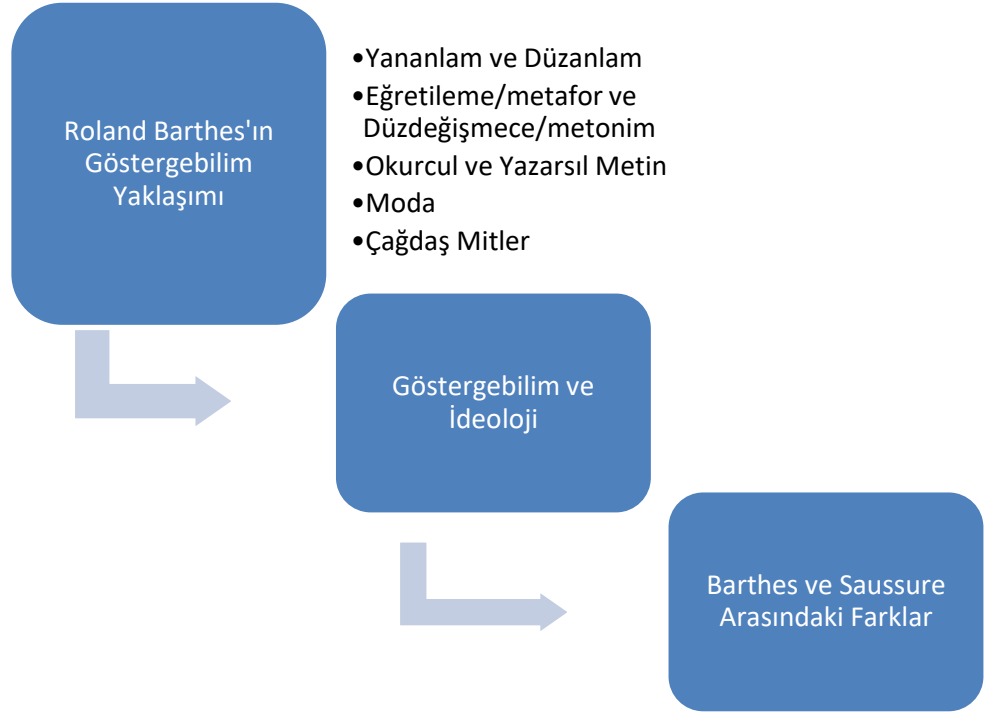 Roland Barthes'ın
Göstergebilim
Yaklaşımı
•Yananlam ve Düzanlam
•Eğretileme/metafor ve
Düzdeğişmece/metonim
•Okurcul ve Yazarsıl Metin
•Moda
•Çağdaş Mitler
Göstergebilim ve
İdeoloji
Barthes ve Saussure
Arasındaki Farklar